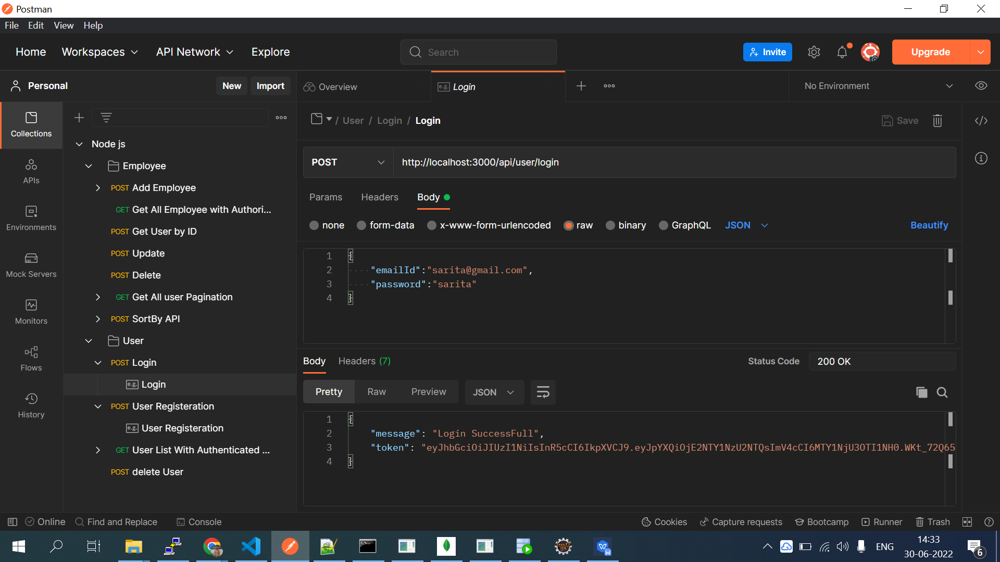 Postman
File Edit View Help
Home Workspaces API Network Explore Search Invite Upgrade
Personal New Import Overview e.g. Login No Environment
Collections
APIs
Environments
Mock Servers
Monitors
Flows
History
Node js
Employee
POST Add Employee
GET Get All Employee with Authori...
POST Get User by ID
POST Update
POST Delete
GET Get All user Pagination
POST SortBy API
User
POST Login
e.g. Login
POST User Registeration
e.g. User Registeration
GET User List With Authenticated ...
POST delete User
/ User / Login / Login Save
POST http://localhost:3000/api/user/login
Params Headers Body
none form-data x-www-form-urlencoded raw binary GraphQL JSON Beautify
1 {
2 "emailId":"sarita@gmail.com",
3 "password":"sarita"
4 }
Body Headers (7) Status Code 200 OK
Pretty Raw Preview JSON
1 {
2 "message": "Login SuccessFull",
3 "token": "eyJhbGciOiJIUzI1NiIsInR5cCI6IkpXVCJ9.eyJpYXQiOjE2NTY1NzU2NTQsImV4cCI6MTY1NjU3OTI1NH0.WKt_72Q65
4 }
Online Find and Replace Console Cookies Capture requests Bootcamp Runner Trash
ENG 14:33
30-06-2022 6